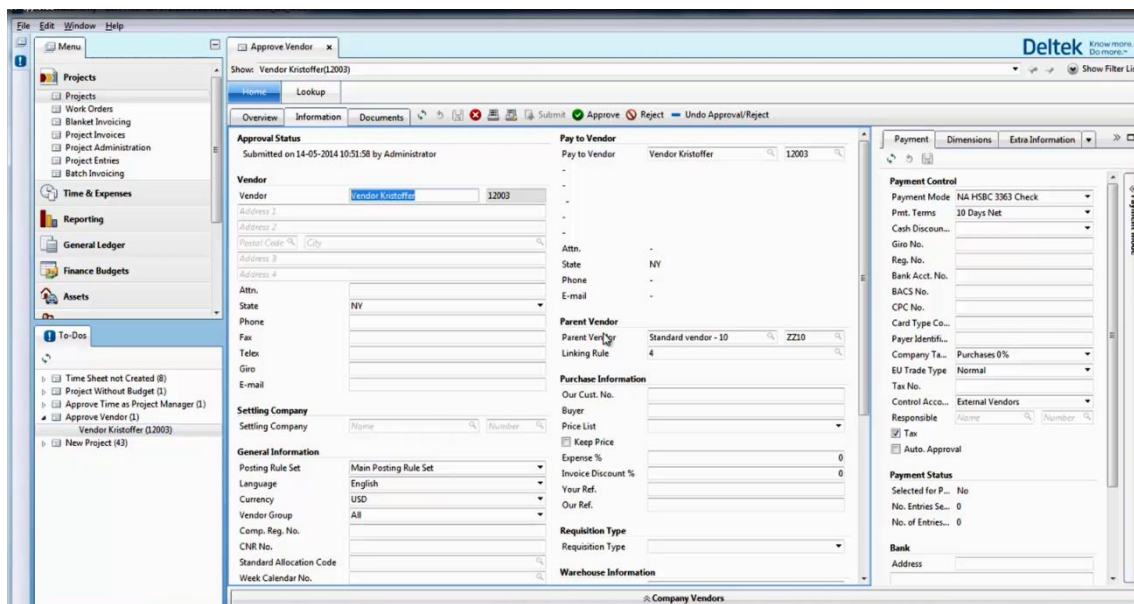 File Edit Window Help
Menu
Projects
Projects
Work Orders
Blanket Invoicing
Project Invoices
Project Administration
Project Entries
Batch Invoicing
Time & Expenses
Reporting
General Ledger
Finance Budgets
Assets
To-Dos
Time Sheet not Created (8)
Project Without Budget (1)
Approve Time as Project Manager (1)
Approve Vendor (1)
Vendor Kristoffer (12003)
New Project (43)
Approve Vendor
Deltek Know more. Do more.™
Show: Vendor Kristoffer(12003)
Show Filter Lis
Home Lookup
Overview Information Documents Submit Approve Reject Undo Approval/Reject
Approval Status
Submitted on 14-05-2014 10:51:58 by Administrator
Vendor
Vendor Vendor Kristoffer 12003
Address 1
Address 2
Postal Code City
Address 3
Address 4
Attn.
State NY
Phone
Fax
Telex
Giro
E-mail
Settling Company
Settling Company Name Number
General Information
Posting Rule Set Main Posting Rule Set
Language English
Currency USD
Vendor Group All
Comp. Reg. No.
CNR No.
Standard Allocation Code
Week Calendar No.
Pay to Vendor
Pay to Vendor Vendor Kristoffer 12003
-
-
-
-
-
Attn. -
State NY
Phone -
E-mail -
Parent Vendor
Parent Vendor Standard vendor - 10 ZZ10
Linking Rule 4
Purchase Information
Our Cust. No.
Buyer
Price List
Keep Price
Expense % 0
Invoice Discount % 0
Your Ref.
Our Ref.
Requisition Type
Requisition Type
Warehouse Information
Payment Dimensions Extra Information
Payment Control
Payment Mode NA HSBC 3363 Check
Pmt. Terms 10 Days Net
Cash Discoun...
Giro No.
Reg. No.
Bank Acct. No.
BACS No.
CPC No.
Card Type Co...
Payer Identifi...
Company Ta... Purchases 0%
EU Trade Type Normal
Tax No.
Control Acco... External Vendors
Responsible Name Number
Tax
Auto. Approval
Payment Status
Selected for P... No
No. Entries Se... 0
No. of Entries... 0
Bank
Address
Company Vendors